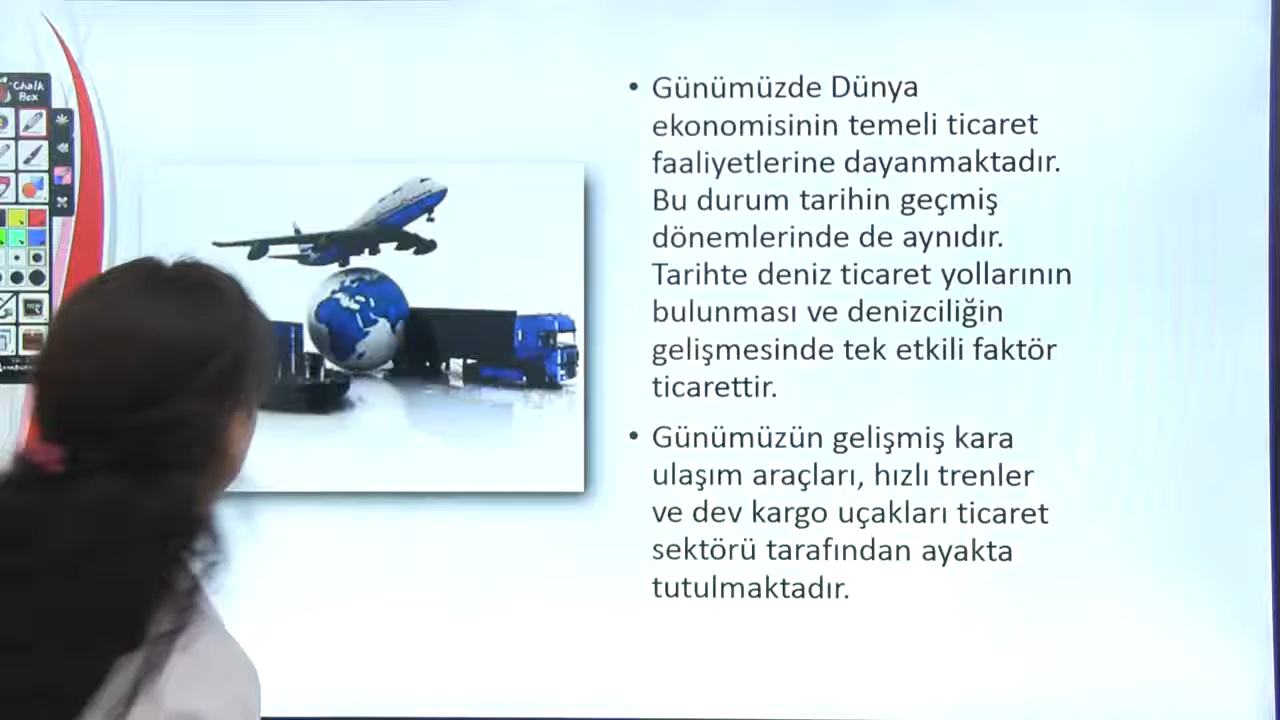 Chalk
Box
• Günümüzde Dünya
ekonomisinin temeli ticaret
faaliyetlerine dayanmaktadır.
Bu durum tarihin geçmiş
dönemlerinde de aynıdır.
Tarihte deniz ticaret yollarının
bulunması ve denizciliğin
gelişmesinde tek etkili faktör
ticarettir.
• Günümüzün gelişmiş kara
ulaşım araçları, hızlı trenler
ve dev kargo uçakları ticaret
sektörü tarafından ayakta
tutulmaktadır.